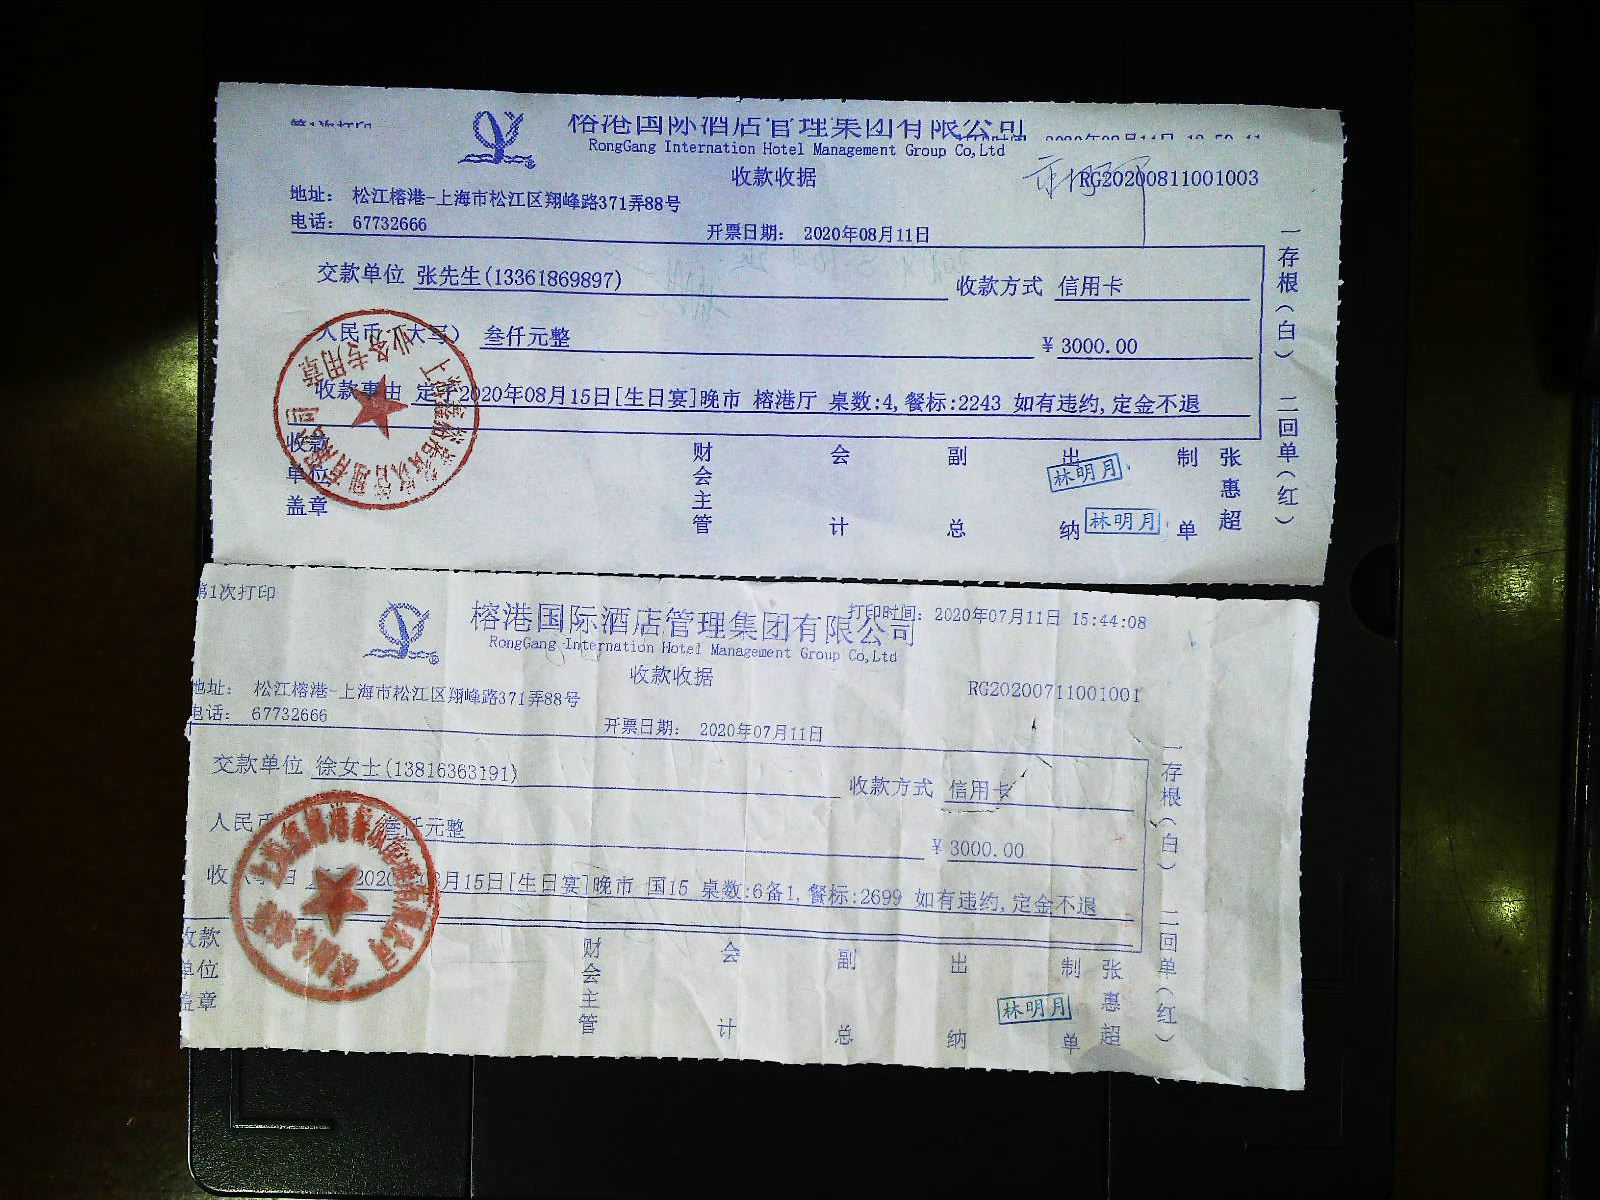 第1次打印
榕港国际酒店管理集团有限公司
RongGang Internation Hotel Management Group Co,Ltd
收款收据
RG20200811001003
地址： 松江榕港-上海市松江区翔峰路371弄88号
电话： 67732666
开票日期： 2020年08月11日
交款单位 张先生(13361869897) 收款方式 信用卡
人民币（大写） 叁仟元整 ￥3000.00
收款事由 定于2020年08月15日[生日宴]晚市 榕港厅 桌数:4,餐标:2243 如有违约,定金不退
收款单位盖章 财会主管 会计 副总 出纳 制单 张惠超
林明月
林明月
一存根（白） 二回单（红）
第1次打印
榕港国际酒店管理集团有限公司
打印时间： 2020年07月11日 15:44:08
RongGang Internation Hotel Management Group Co,Ltd
收款收据
RG20200711001001
地址： 松江榕港-上海市松江区翔峰路371弄88号
电话： 67732666
开票日期： 2020年07月11日
交款单位 徐女士(13816363191) 收款方式 信用卡
人民币 叁仟元整 ￥3000.00
收 2020 8月15日[生日宴]晚市 国15 桌数:6备1,餐标:2699 如有违约,定金不退
收款单位盖章 财会主管 会计 副总 出纳 制单 张惠超
林明月
一存根（白） 二回单（红）